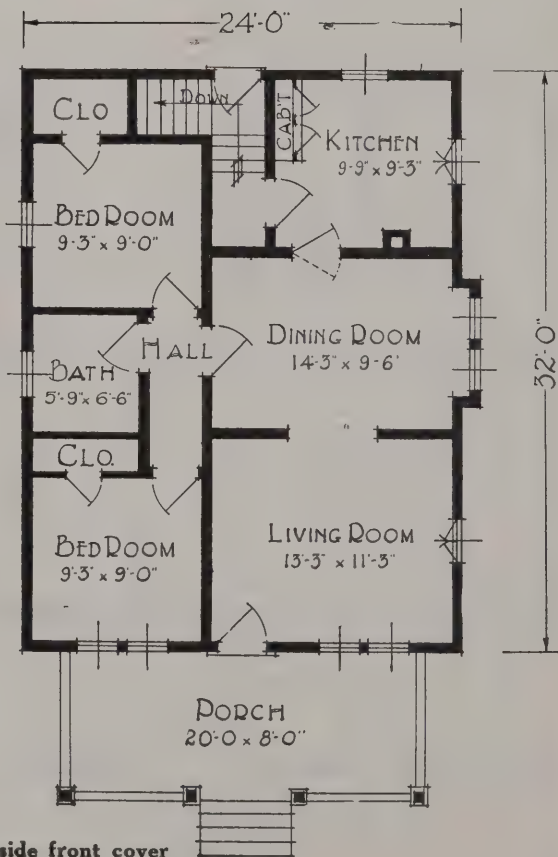 24'-0"
CLO
DOWN
CAB'T
KITCHEN
9-9" x 9'-3"
BED ROOM
9'-3" x 9'-0"
32'-0"
HALL
DINING ROOM
14'-3" x 9-6'
BATH
5'-9" x 6'-6"
CLO.
BED ROOM
9'-3" x 9'-0"
LIVING ROOM
13'-3" x 11'-3"
PORCH
20'-0 x 8'-0"
side front cover